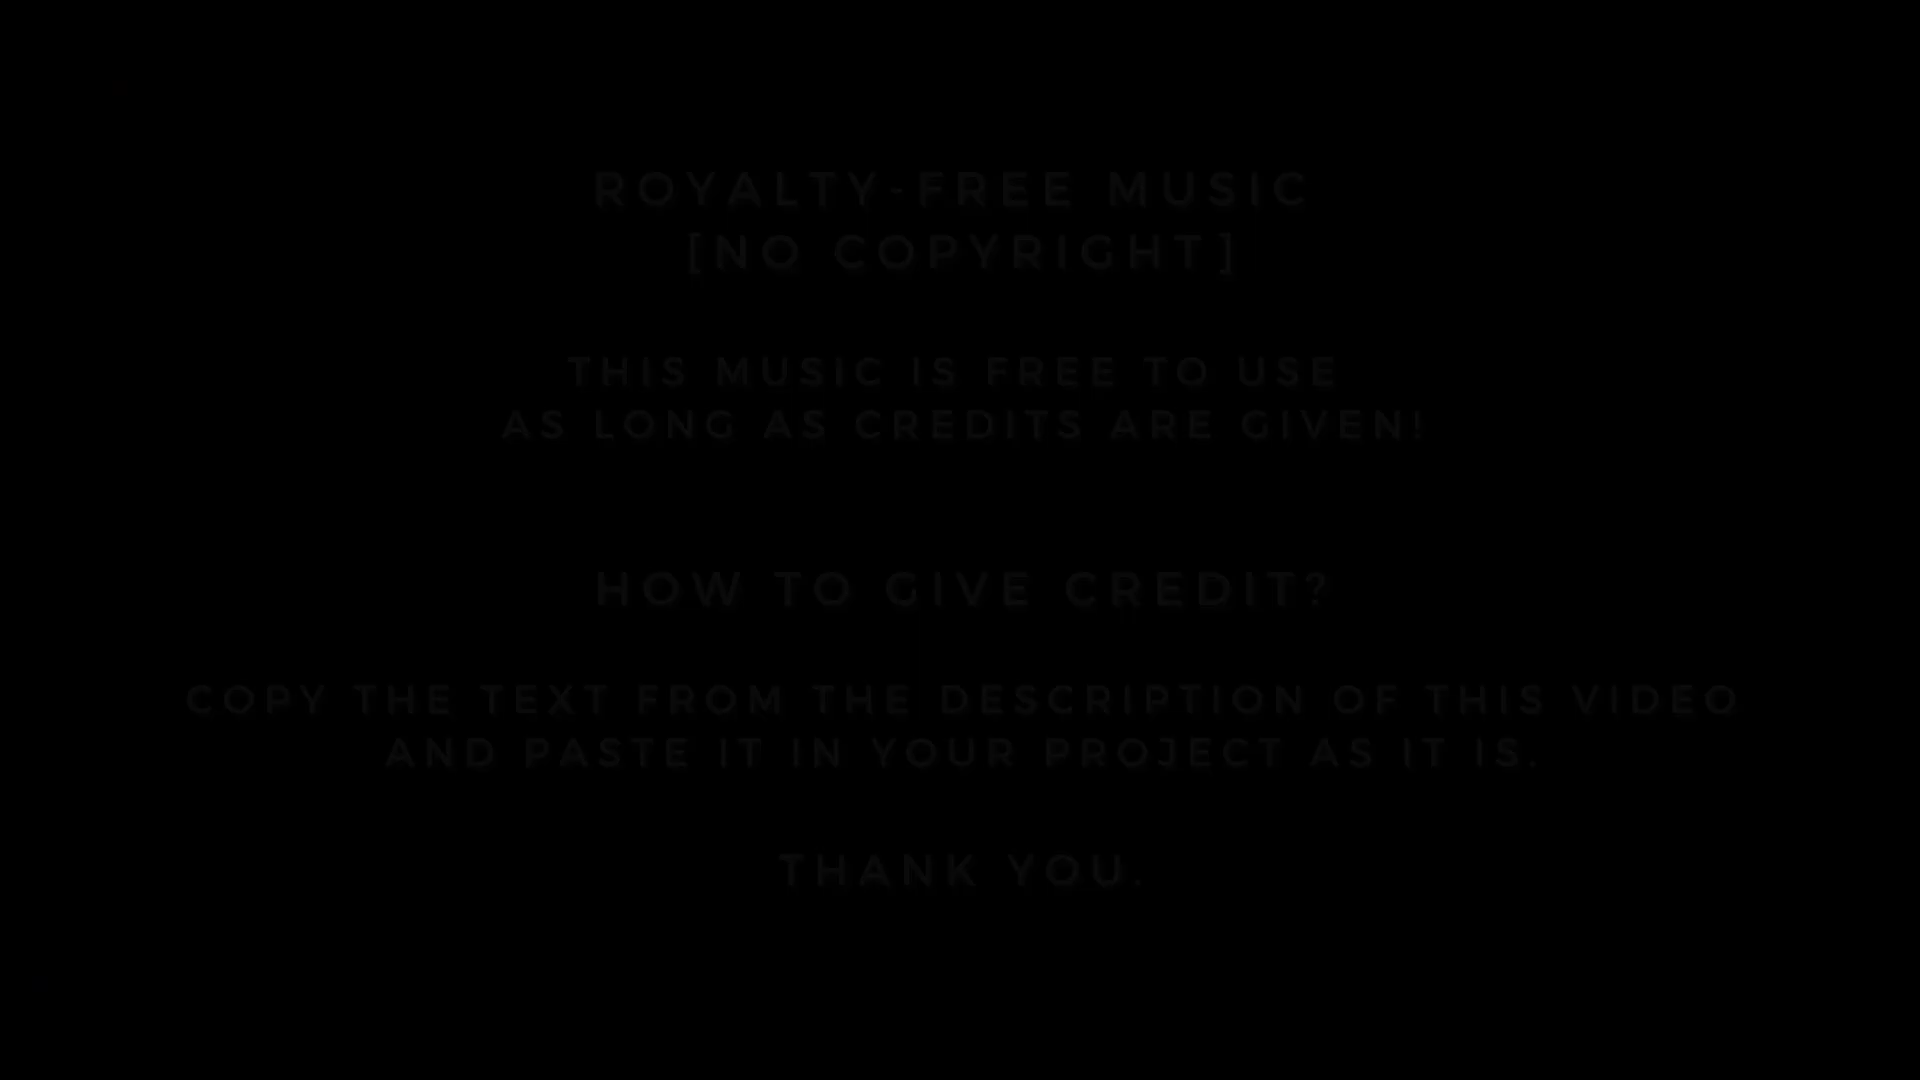 ROYALTY-FREE MUSIC
[NO COPYRIGHT]
THIS MUSIC IS FREE TO USE
AS LONG AS CREDITS ARE GIVEN!
HOW TO GIVE CREDIT?
COPY THE TEXT FROM THE DESCRIPTION OF THIS VIDEO
AND PASTE IT IN YOUR PROJECT AS IT IS.
THANK YOU.